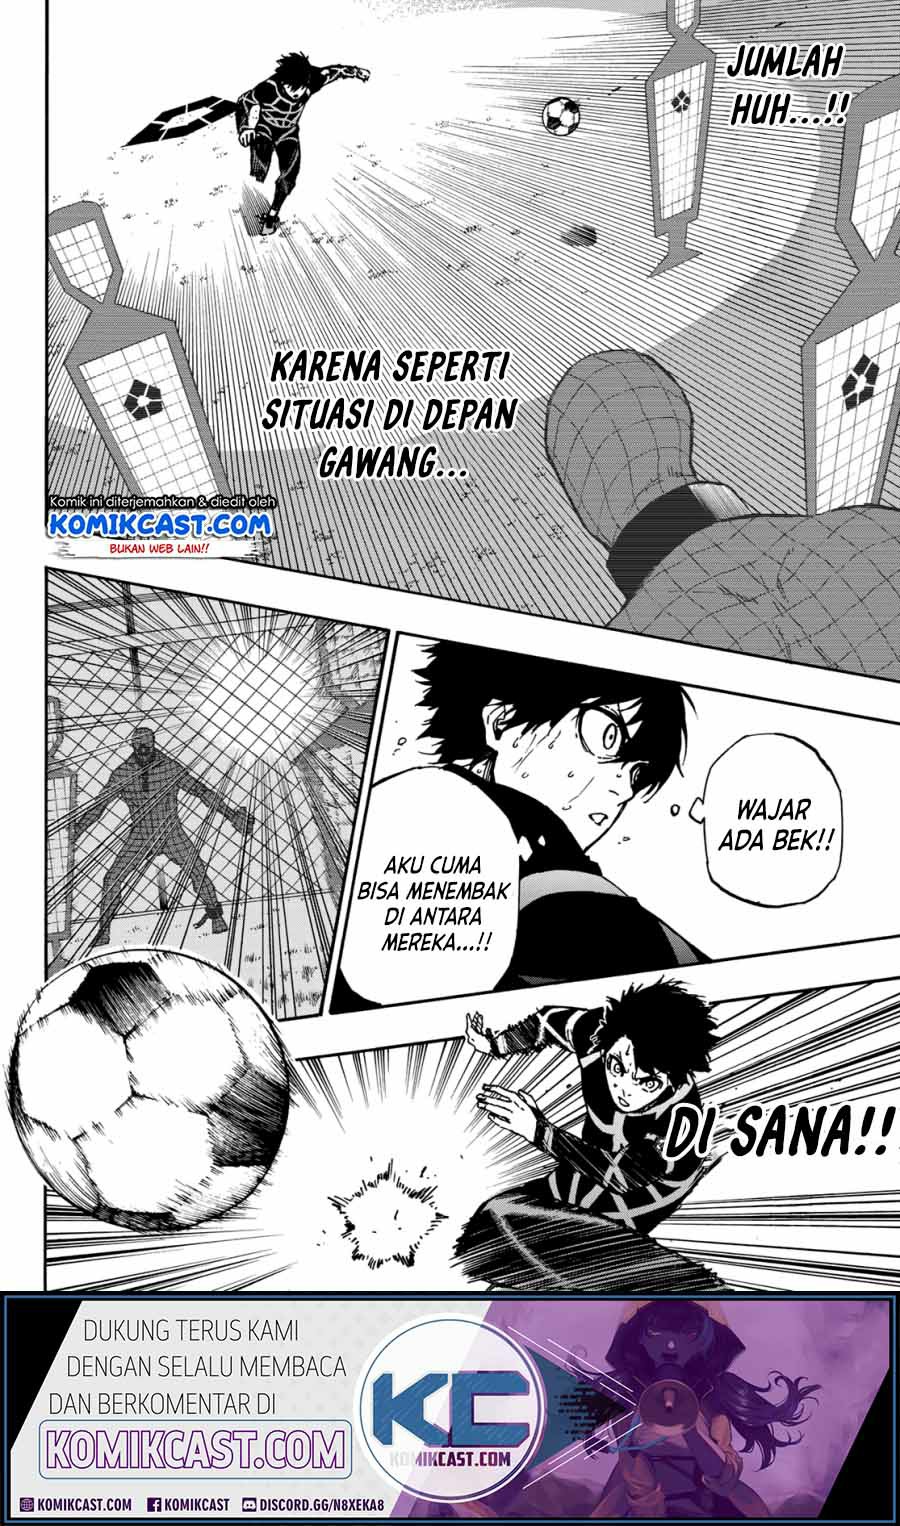 JUMLAH
HUH...!!
KARENA SEPERTI
SITUASI DI DEPAN
GAWANG...
Komik ini diterjemahkan & diedit oleh
KOMIKCAST.COM
BUKAN WEB LAIN!!
WAJAR
ADA BEK!!
AKU CUMA
BISA MENEMBAK
DI ANTARA
MEREKA...!!
DI SANA!!
DUKUNG TERUS KAMI
DENGAN SELALU MEMBACA
DAN BERKOMENTAR DI
KOMIKCAST.COM
KC
KOMIKCAST.COM
KOMIKCAST.COM KOMIKCAST DISCORD.GG/N8XEKA8